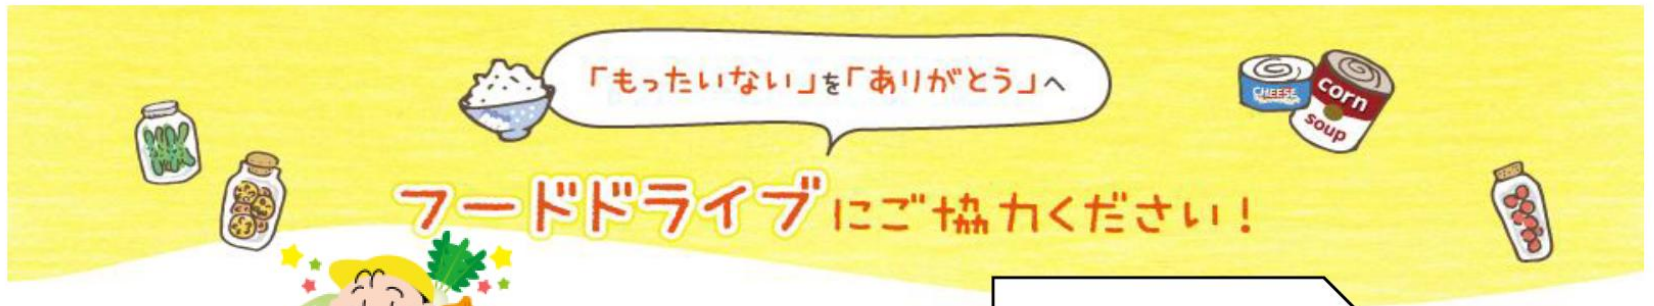 「もったいない」を「ありがとう」へ
CHEESE
corn
soup
フードドライブにご協力ください！